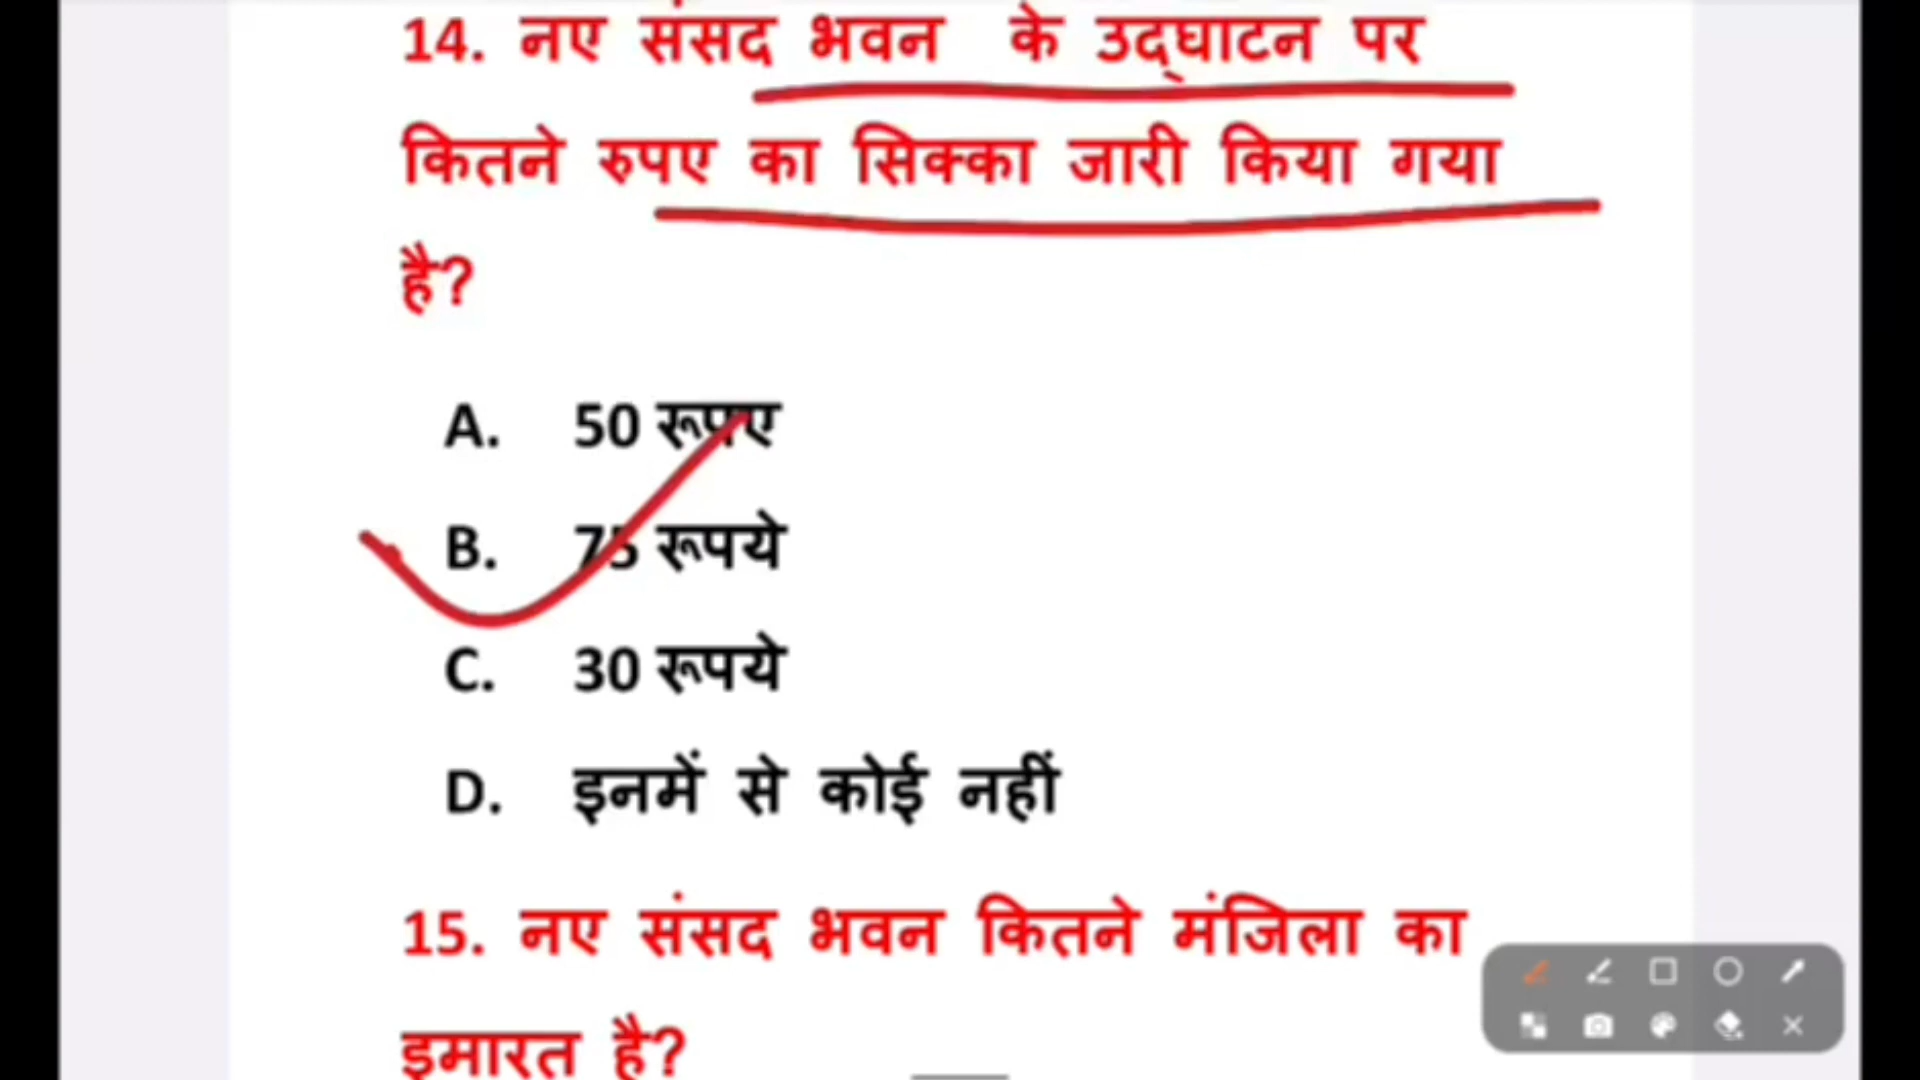 14. नए संसद भवन के उद्घाटन पर
कितने रुपए का सिक्का जारी किया गया
है?
A. 50 रूपए
B. 75 रूपये
C. 30 रूपये
D. इनमें से कोई नहीं
15. नए संसद भवन कितने मंजिला का
इमारत है?